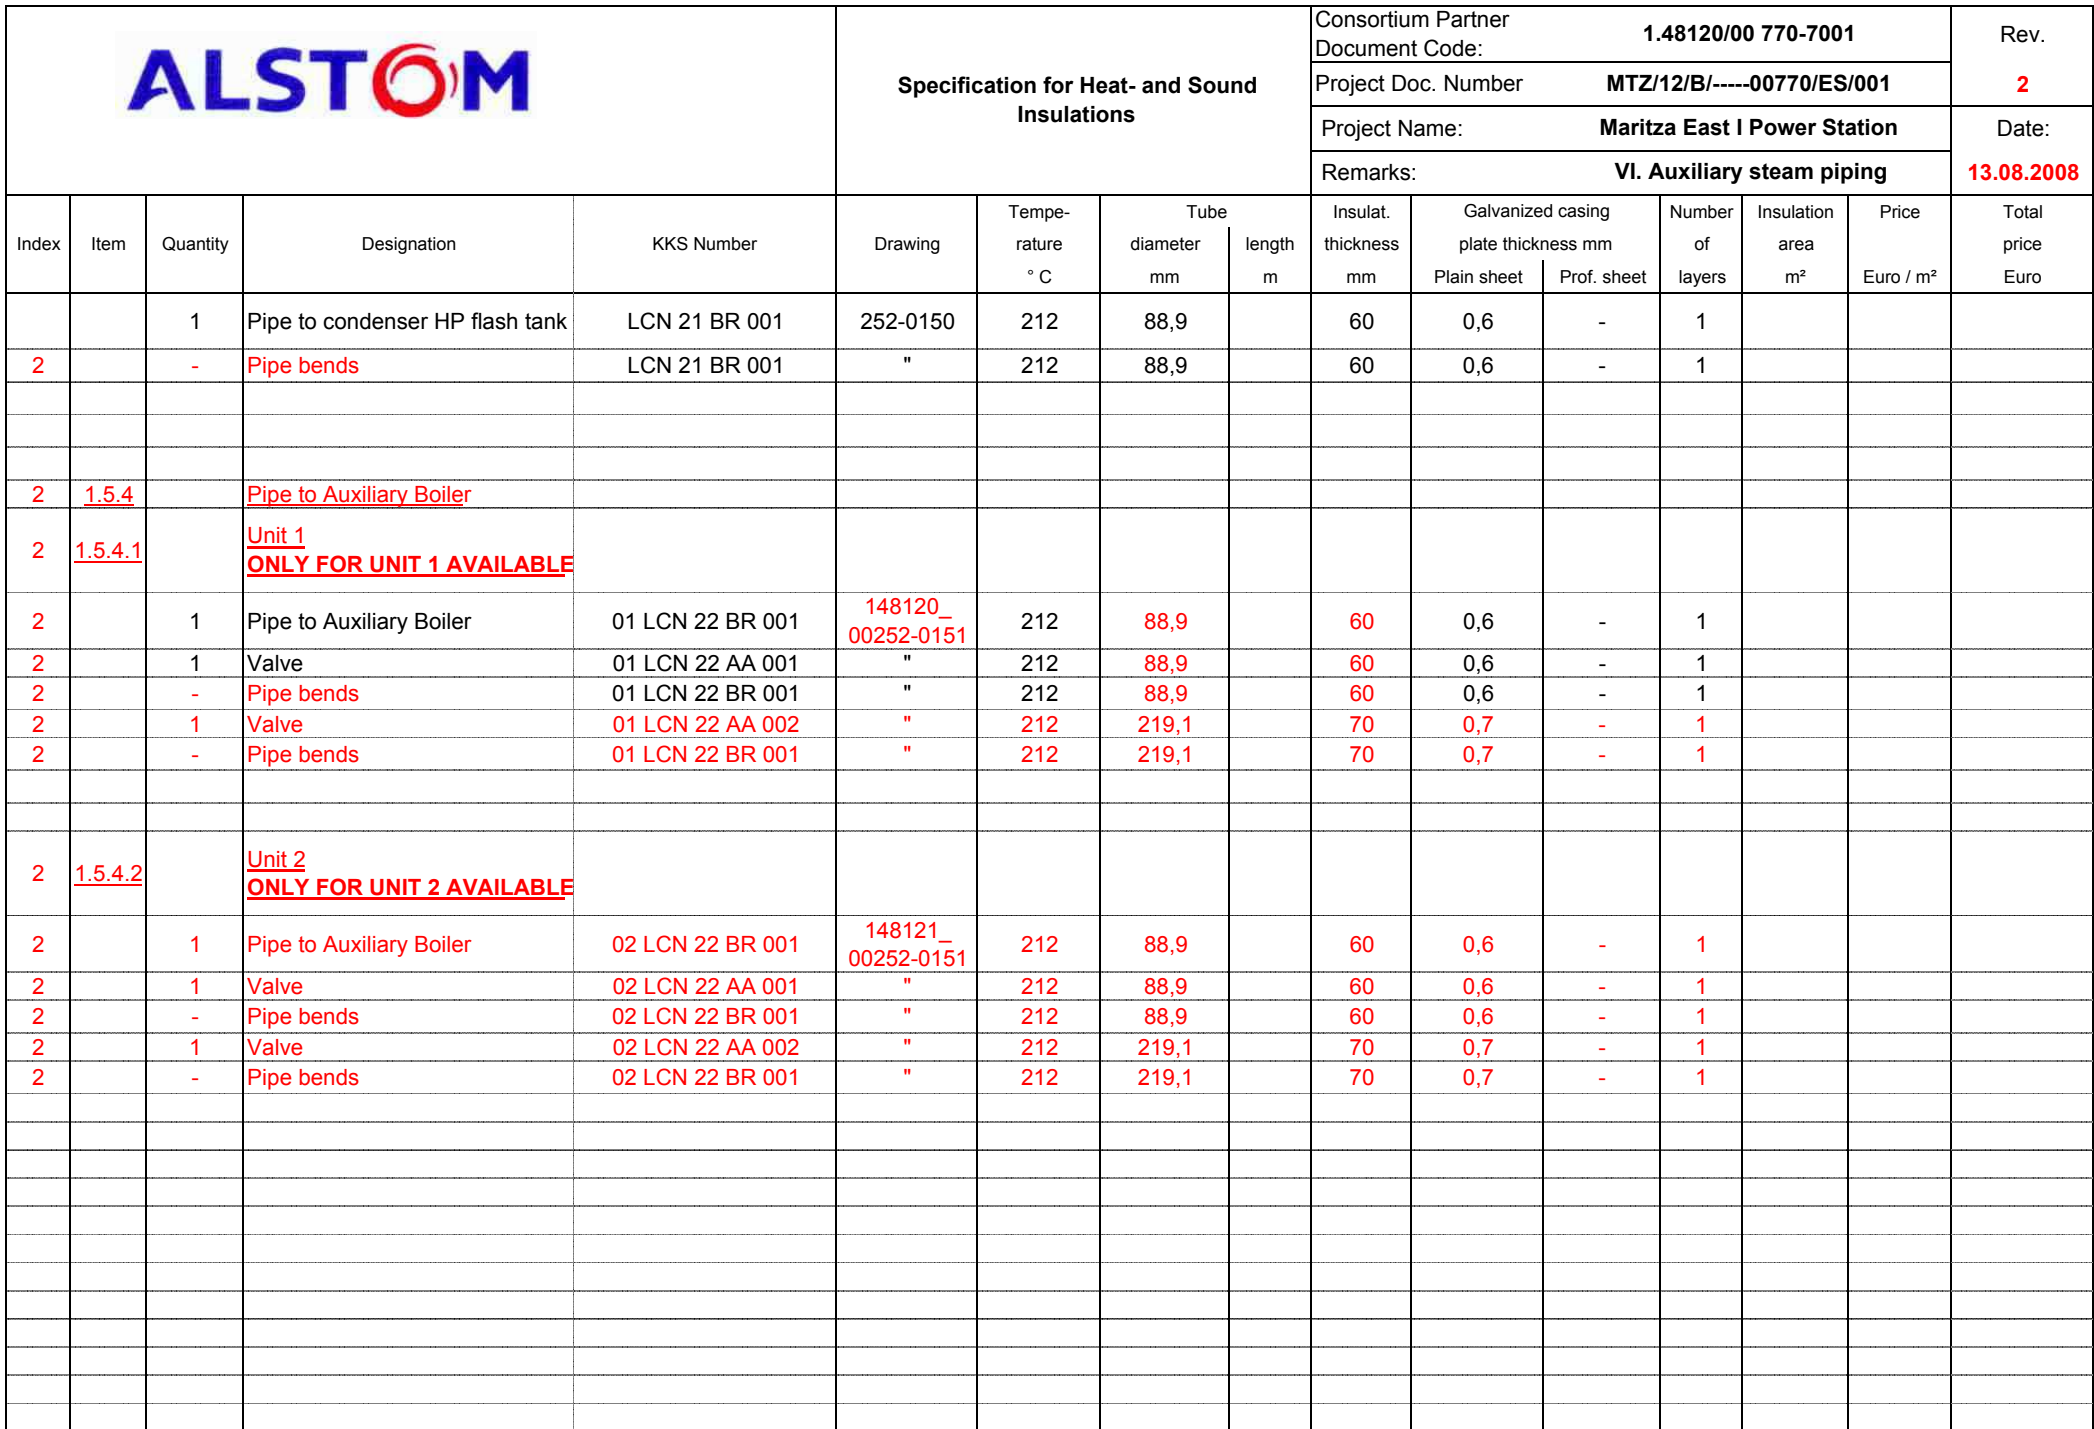 ALSTOM
Specification for Heat- and Sound
Insulations
Consortium Partner
Document Code:
1.48120/00 770-7001
Rev.
Project Doc. Number MTZ/12/B/-----00770/ES/001 2
Project Name: Maritza East I Power Station Date:
Remarks: VI. Auxiliary steam piping 13.08.2008
Tempe- Tube Insulat. Galvanized casing Number Insulation Price Total
Index Item Quantity Designation KKS Number Drawing rature diameter length thickness plate thickness mm of area price
° C mm m mm Plain sheet Prof. sheet layers m² Euro / m² Euro
1 Pipe to condenser HP flash tank LCN 21 BR 001 252-0150 212 88,9 60 0,6 - 1
2 - Pipe bends LCN 21 BR 001 " 212 88,9 60 0,6 - 1
2 1.5.4 Pipe to Auxiliary Boiler
2 1.5.4.1 Unit 1
ONLY FOR UNIT 1 AVAILABLE
2 1 Pipe to Auxiliary Boiler 01 LCN 22 BR 001 148120_
00252-0151 212 88,9 60 0,6 - 1
2 1 Valve 01 LCN 22 AA 001 " 212 88,9 60 0,6 - 1
2 - Pipe bends 01 LCN 22 BR 001 " 212 88,9 60 0,6 - 1
2 1 Valve 01 LCN 22 AA 002 " 212 219,1 70 0,7 - 1
2 - Pipe bends 01 LCN 22 BR 001 " 212 219,1 70 0,7 - 1
2 1.5.4.2 Unit 2
ONLY FOR UNIT 2 AVAILABLE
2 1 Pipe to Auxiliary Boiler 02 LCN 22 BR 001 148121_
00252-0151 212 88,9 60 0,6 - 1
2 1 Valve 02 LCN 22 AA 001 " 212 88,9 60 0,6 - 1
2 - Pipe bends 02 LCN 22 BR 001 " 212 88,9 60 0,6 - 1
2 1 Valve 02 LCN 22 AA 002 " 212 219,1 70 0,7 - 1
2 - Pipe bends 02 LCN 22 BR 001 " 212 219,1 70 0,7 - 1